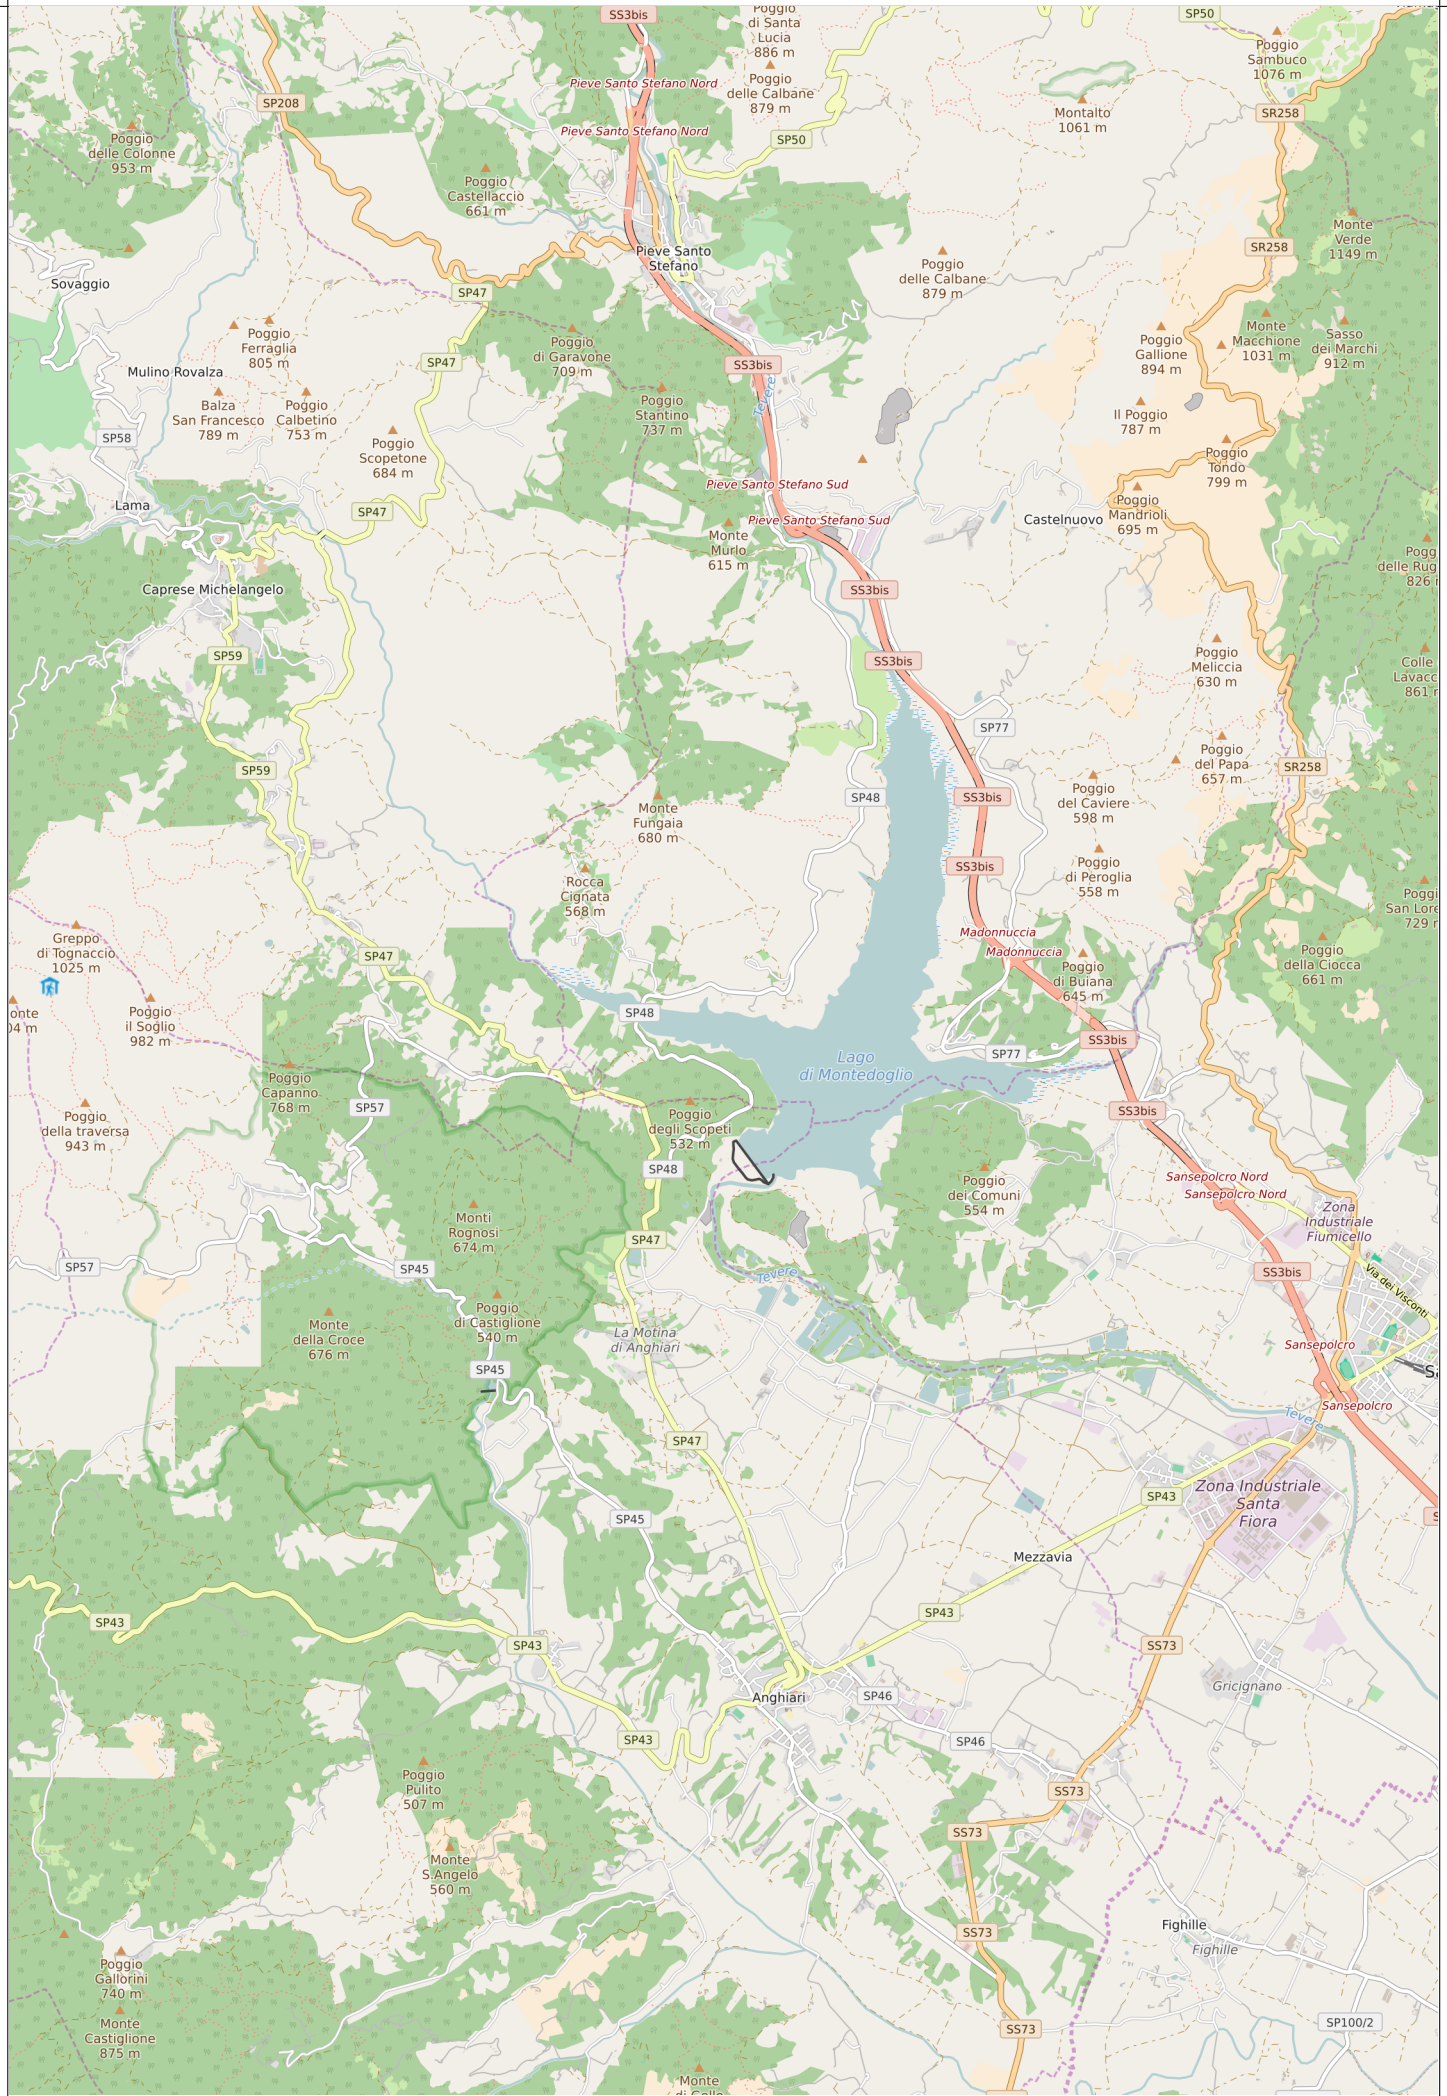 SS3bis
SP50
Poggio
di Santa
Lucia
886 m
Poggio
Sambuco
1076 m
Pieve Santo Stefano Nord
Poggio
delle Calbane
879 m
SP208
Montalto
1061 m
SR258
Pieve Santo Stefano Nord
SP50
Poggio
delle Colonne
953 m
Poggio
Castellaccio
661 m
Monte
Verde
1149 m
SR258
Pieve Santo
Stefano
Poggio
delle Calbane
879 m
Sovaggio
SP47
Poggio
Ferraglia
805 m
Poggio
di Garavone
709 m
Poggio
Gallione
894 m
Monte
Macchione
1031 m
Sasso
dei Marchi
912 m
SP47
SS3bis
Mulino Rovalza
Tevere
Balza
San Francesco
789 m
Poggio
Calbetino
753 m
Poggio
Stantino
737 m
Il Poggio
787 m
SP58
Poggio
Scopetone
684 m
Poggio
Tondo
799 m
Pieve Santo Stefano Sud
Lama
SP47
Pieve Santo Stefano Sud
Castelnuovo
Poggio
Mandrioli
695 m
Monte
Murlo
615 m
Caprese Michelangelo
SS3bis
SP59
SS3bis
Poggio
Meliccia
630 m
Colle
SP77
SP59
Poggio
del Papa
657 m
SR258
SP48
SS3bis
Poggio
del Caviere
598 m
Monte
Fungaia
680 m
SS3bis
Poggio
di Peroglia
558 m
Rocca
Cignata
568 m
Greppo
di Tognaccio
1025 m
SP47
Madonnuccia
Madonnuccia
Poggio
di Buiana
645 m
Poggio
della Ciocca
661 m
Poggio
il Soglio
982 m
SP48
SP77
SS3bis
Lago
di Montedoglio
Poggio
Capanno
768 m
Poggio
della traversa
943 m
SP57
Poggio
degli Scopeti
532 m
SS3bis
SP48
Sansepolcro Nord
Sansepolcro Nord
Poggio
dei Comuni
554 m
Monti
Rognosi
674 m
Zona
Industriale
Fiumicello
SP47
SP57
SP45
Tevere
SS3bis
Via dei Visconti
Poggio
di Castiglione
540 m
Monte
della Croce
676 m
La Motina
di Anghiari
Sansepolcro
SP45
Sansepolcro
Tevere
SP47
SP43
Zona Industriale
Santa
Fiora
SP45
Mezzavia
SP43
SP43
SP43
SS73
Gricignano
Anghiari
SP46
SP43
SP46
Poggio
Pulito
507 m
SS73
SS73
Monte
S.Angelo
560 m
Fighille
Fighille
SS73
Poggio
Gallorini
740 m
Monte
Castiglione
875 m
SS73
SP100/2
Monte